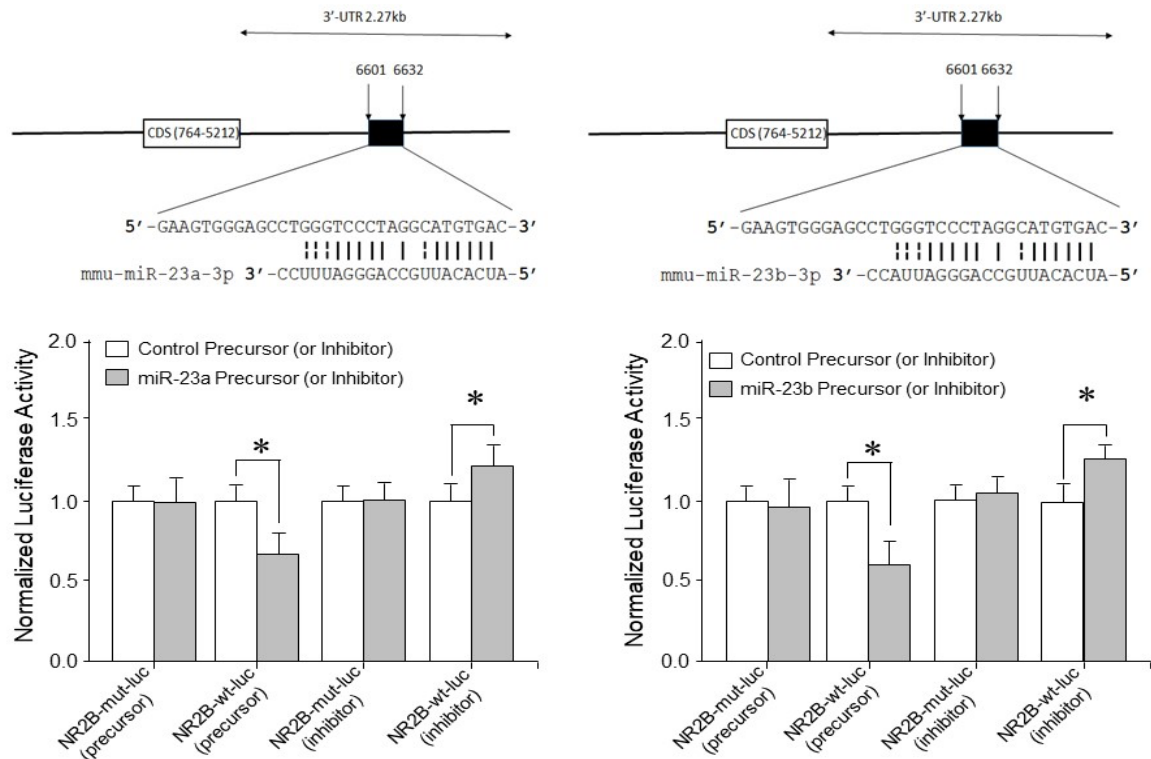 3'-UTR 2.27kb
6601 6632
CDS (764-5212)
5'-GAAGTGGGAGCCTGGGTCCCTAGGCATGTGAC-3'
mmu-miR-23a-3p 3'-CCUUUAGGGACCGUUACACUA-5'
2.0
1.5
1.0
0.5
0.0
Normalized Luciferase Activity
Control Precursor (or Inhibitor)
miR-23a Precursor (or Inhibitor)
*
*
NR2B-mut-luc
(precursor)
NR2B-wt-luc
(precursor)
NR2B-mut-luc
(inhibitor)
NR2B-wt-luc
(inhibitor)
3'-UTR 2.27kb
6601 6632
CDS (764-5212)
5'-GAAGTGGGAGCCTGGGTCCCTAGGCATGTGAC-3'
mmu-miR-23b-3p 3'-CCAUUAGGGACCGUUACACUA-5'
2.0
1.5
1.0
0.5
0.0
Normalized Luciferase Activity
Control Precursor (or Inhibitor)
miR-23b Precursor (or Inhibitor)
*
*
NR2B-mut-luc
(precursor)
NR2B-wt-luc
(precursor)
NR2B-mut-luc
(inhibitor)
NR2B-wt-luc
(inhibitor)